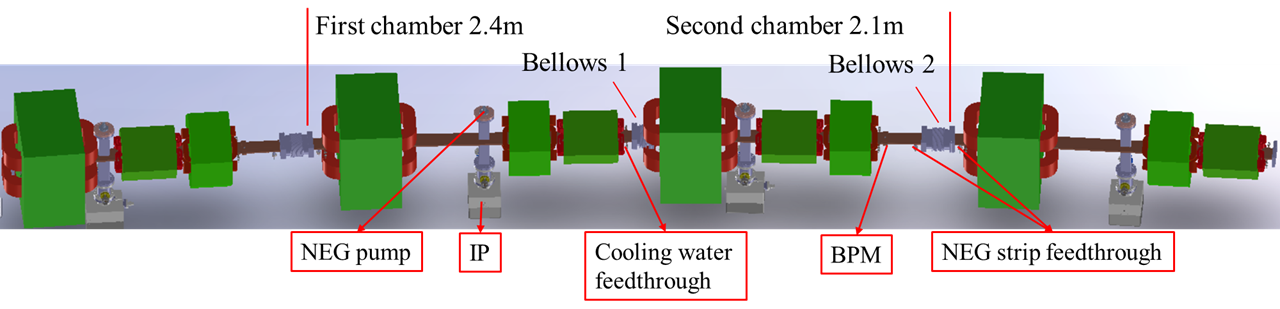 First chamber 2.4m
Second chamber 2.1m
Bellows 1
Bellows 2
NEG pump
IP
Cooling water
feedthrough
BPM
NEG strip feedthrough